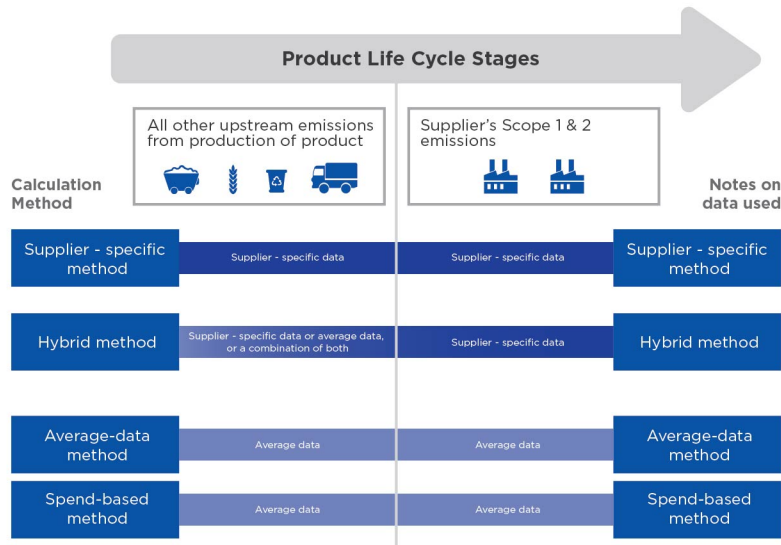 Product Life Cycle Stages
All other upstream emissions
from production of product
Supplier's Scope 1 & 2
emissions
Calculation
Method
Notes on
data used
Supplier - specific
method
Supplier - specific data
Supplier - specific data
Supplier - specific
method
Hybrid method
Supplier - specific data or average data,
or a combination of both
Supplier - specific data
Hybrid method
Average-data
method
Average data
Average data
Average-data
method
Spend-based
method
Average data
Average data
Spend-based
method